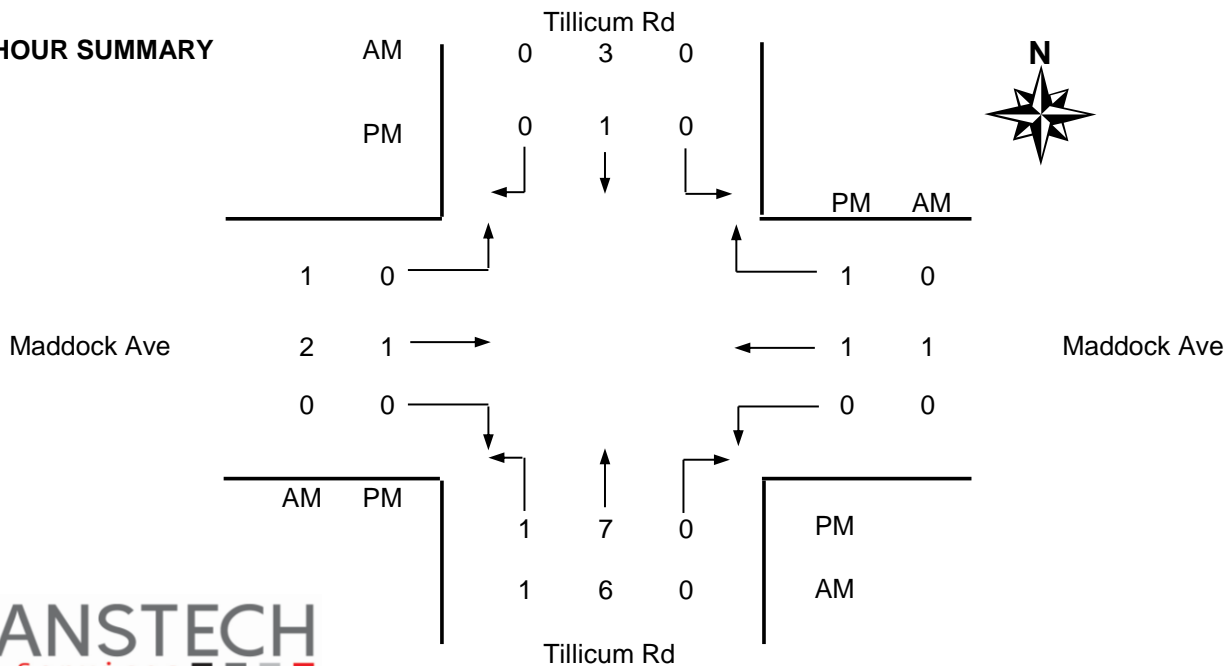 Tillicum Rd
HOUR SUMMARY AM 0 3 0 N
PM 0 1 0
PM AM
1 0 1 0
Maddock Ave 2 1 1 1 Maddock Ave
0 0 0 0
AM PM
1 7 0 PM
1 6 0 AM
ANSTECH
Tillicum Rd